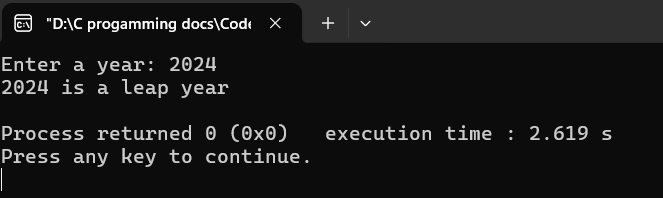 "D:\C progamming docs\Code
Enter a year: 2024
2024 is a leap year
Process returned 0 (0x0)   execution time : 2.619 s
Press any key to continue.